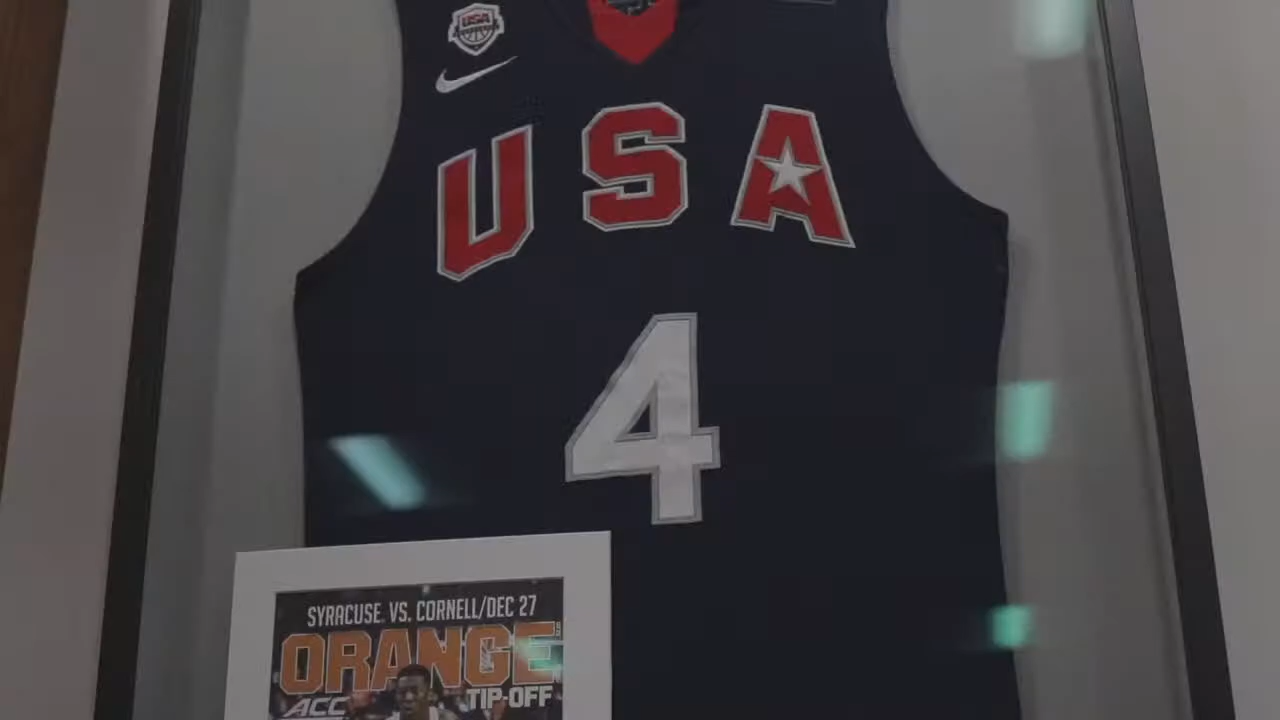 USA
USA
4
SYRACUSE VS. CORNELL/DEC 27
ORANGE
ACC TIP-OFF